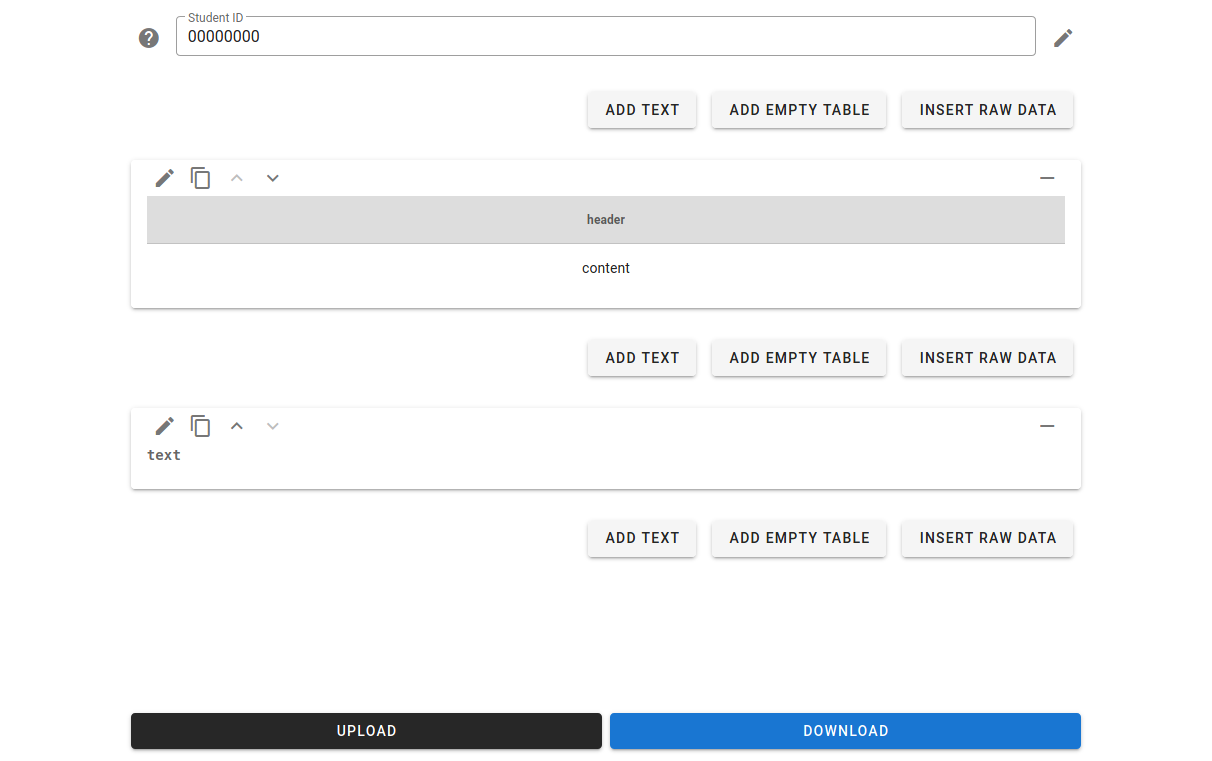 Student ID
00000000
ADD TEXT ADD EMPTY TABLE INSERT RAW DATA
header
content
ADD TEXT ADD EMPTY TABLE INSERT RAW DATA
text
ADD TEXT ADD EMPTY TABLE INSERT RAW DATA
UPLOAD DOWNLOAD